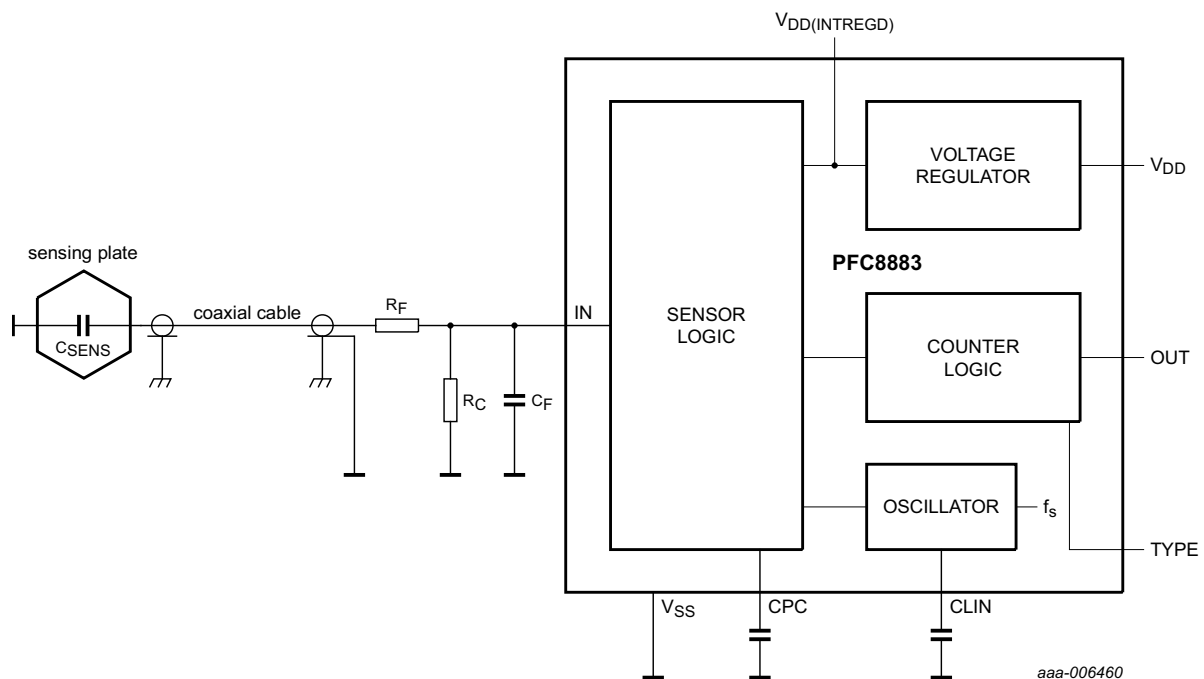 VDD(INTREGD)
VOLTAGE
REGULATOR
VDD
PFC8883
sensing plate
coaxial cable
CSENS
RF
RC
CF
IN
SENSOR
LOGIC
COUNTER
LOGIC
OUT
OSCILLATOR
fs
TYPE
VSS
CPC
CLIN
aaa-006460